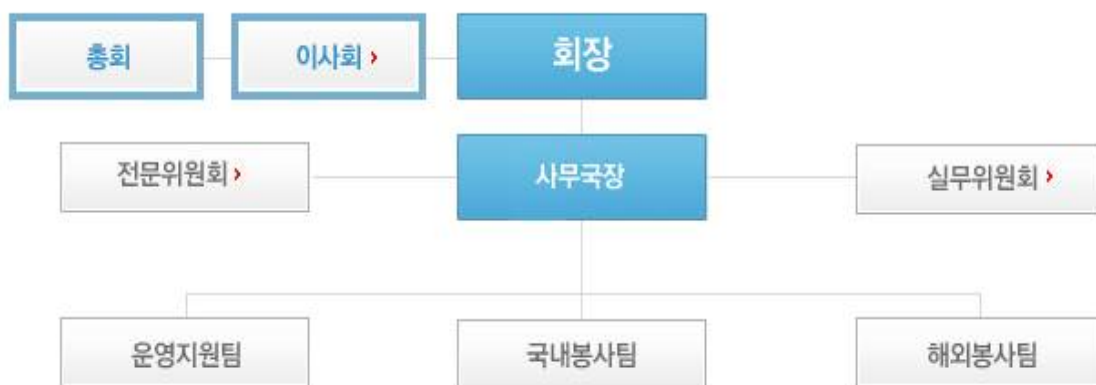 총회
이사회 ›
회장
전문위원회 ›
사무국장
실무위원회 ›
운영지원팀
국내봉사팀
해외봉사팀